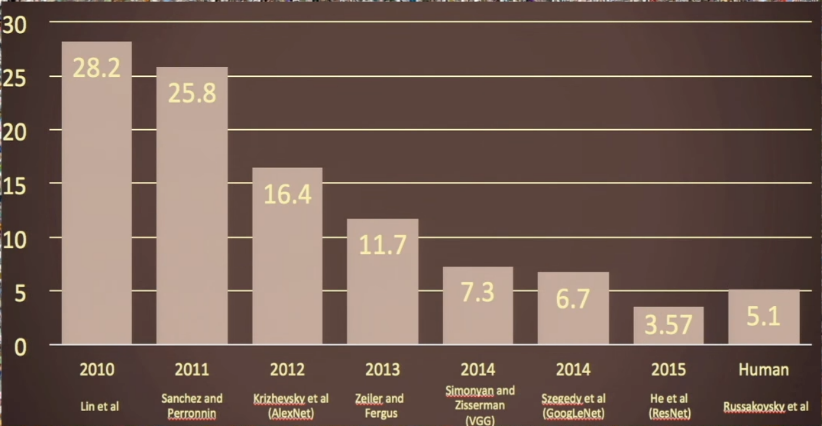 30
25
20
15
10
5
0
28.2
25.8
16.4
11.7
7.3
6.7
3.57
5.1
2010
2011
2012
2013
2014
2014
2015
Human
Lin et al
Sanchez and
Perronnin
Krizhevsky et al
(AlexNet)
Zeiler and
Fergus
Simonyan and
Zisserman
(VGG)
Szegedy et al
(GoogLeNet)
He et al
(ResNet)
Russakovsky et al